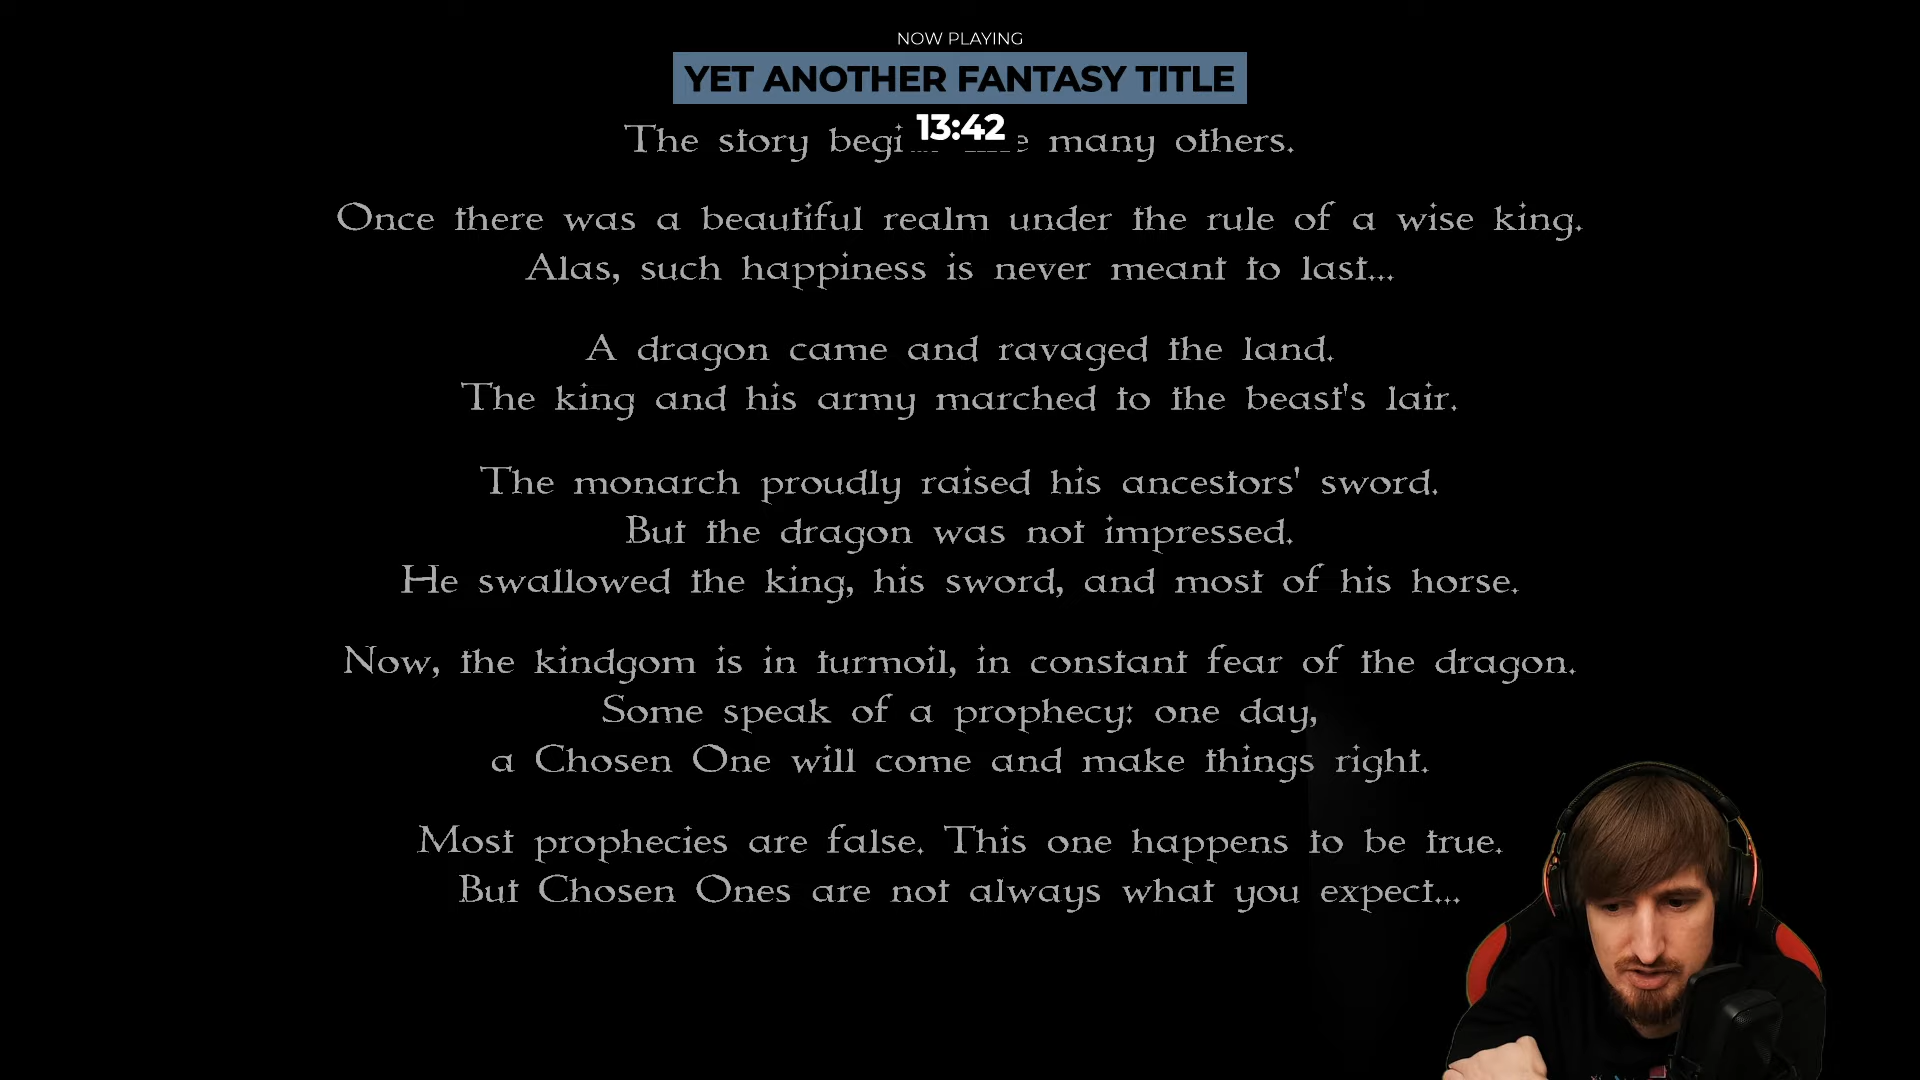 NOW PLAYING
YET ANOTHER FANTASY TITLE
13:42
The story many others.
Once there was a beautiful realm under the rule of a wise king.
Alas, such happiness is never meant to last...
A dragon came and ravaged the land.
The king and his army marched to the beast's lair.
The monarch proudly raised his ancestors' sword.
But the dragon was not impressed.
He swallowed the king, his sword, and most of his horse.
Now, the kindgom is in turmoil, in constant fear of the dragon.
Some speak of a prophecy: one day,
a Chosen One will come and make things right.
Most prophecies are false. This one happens to be true.
But Chosen Ones are not always what you expect...